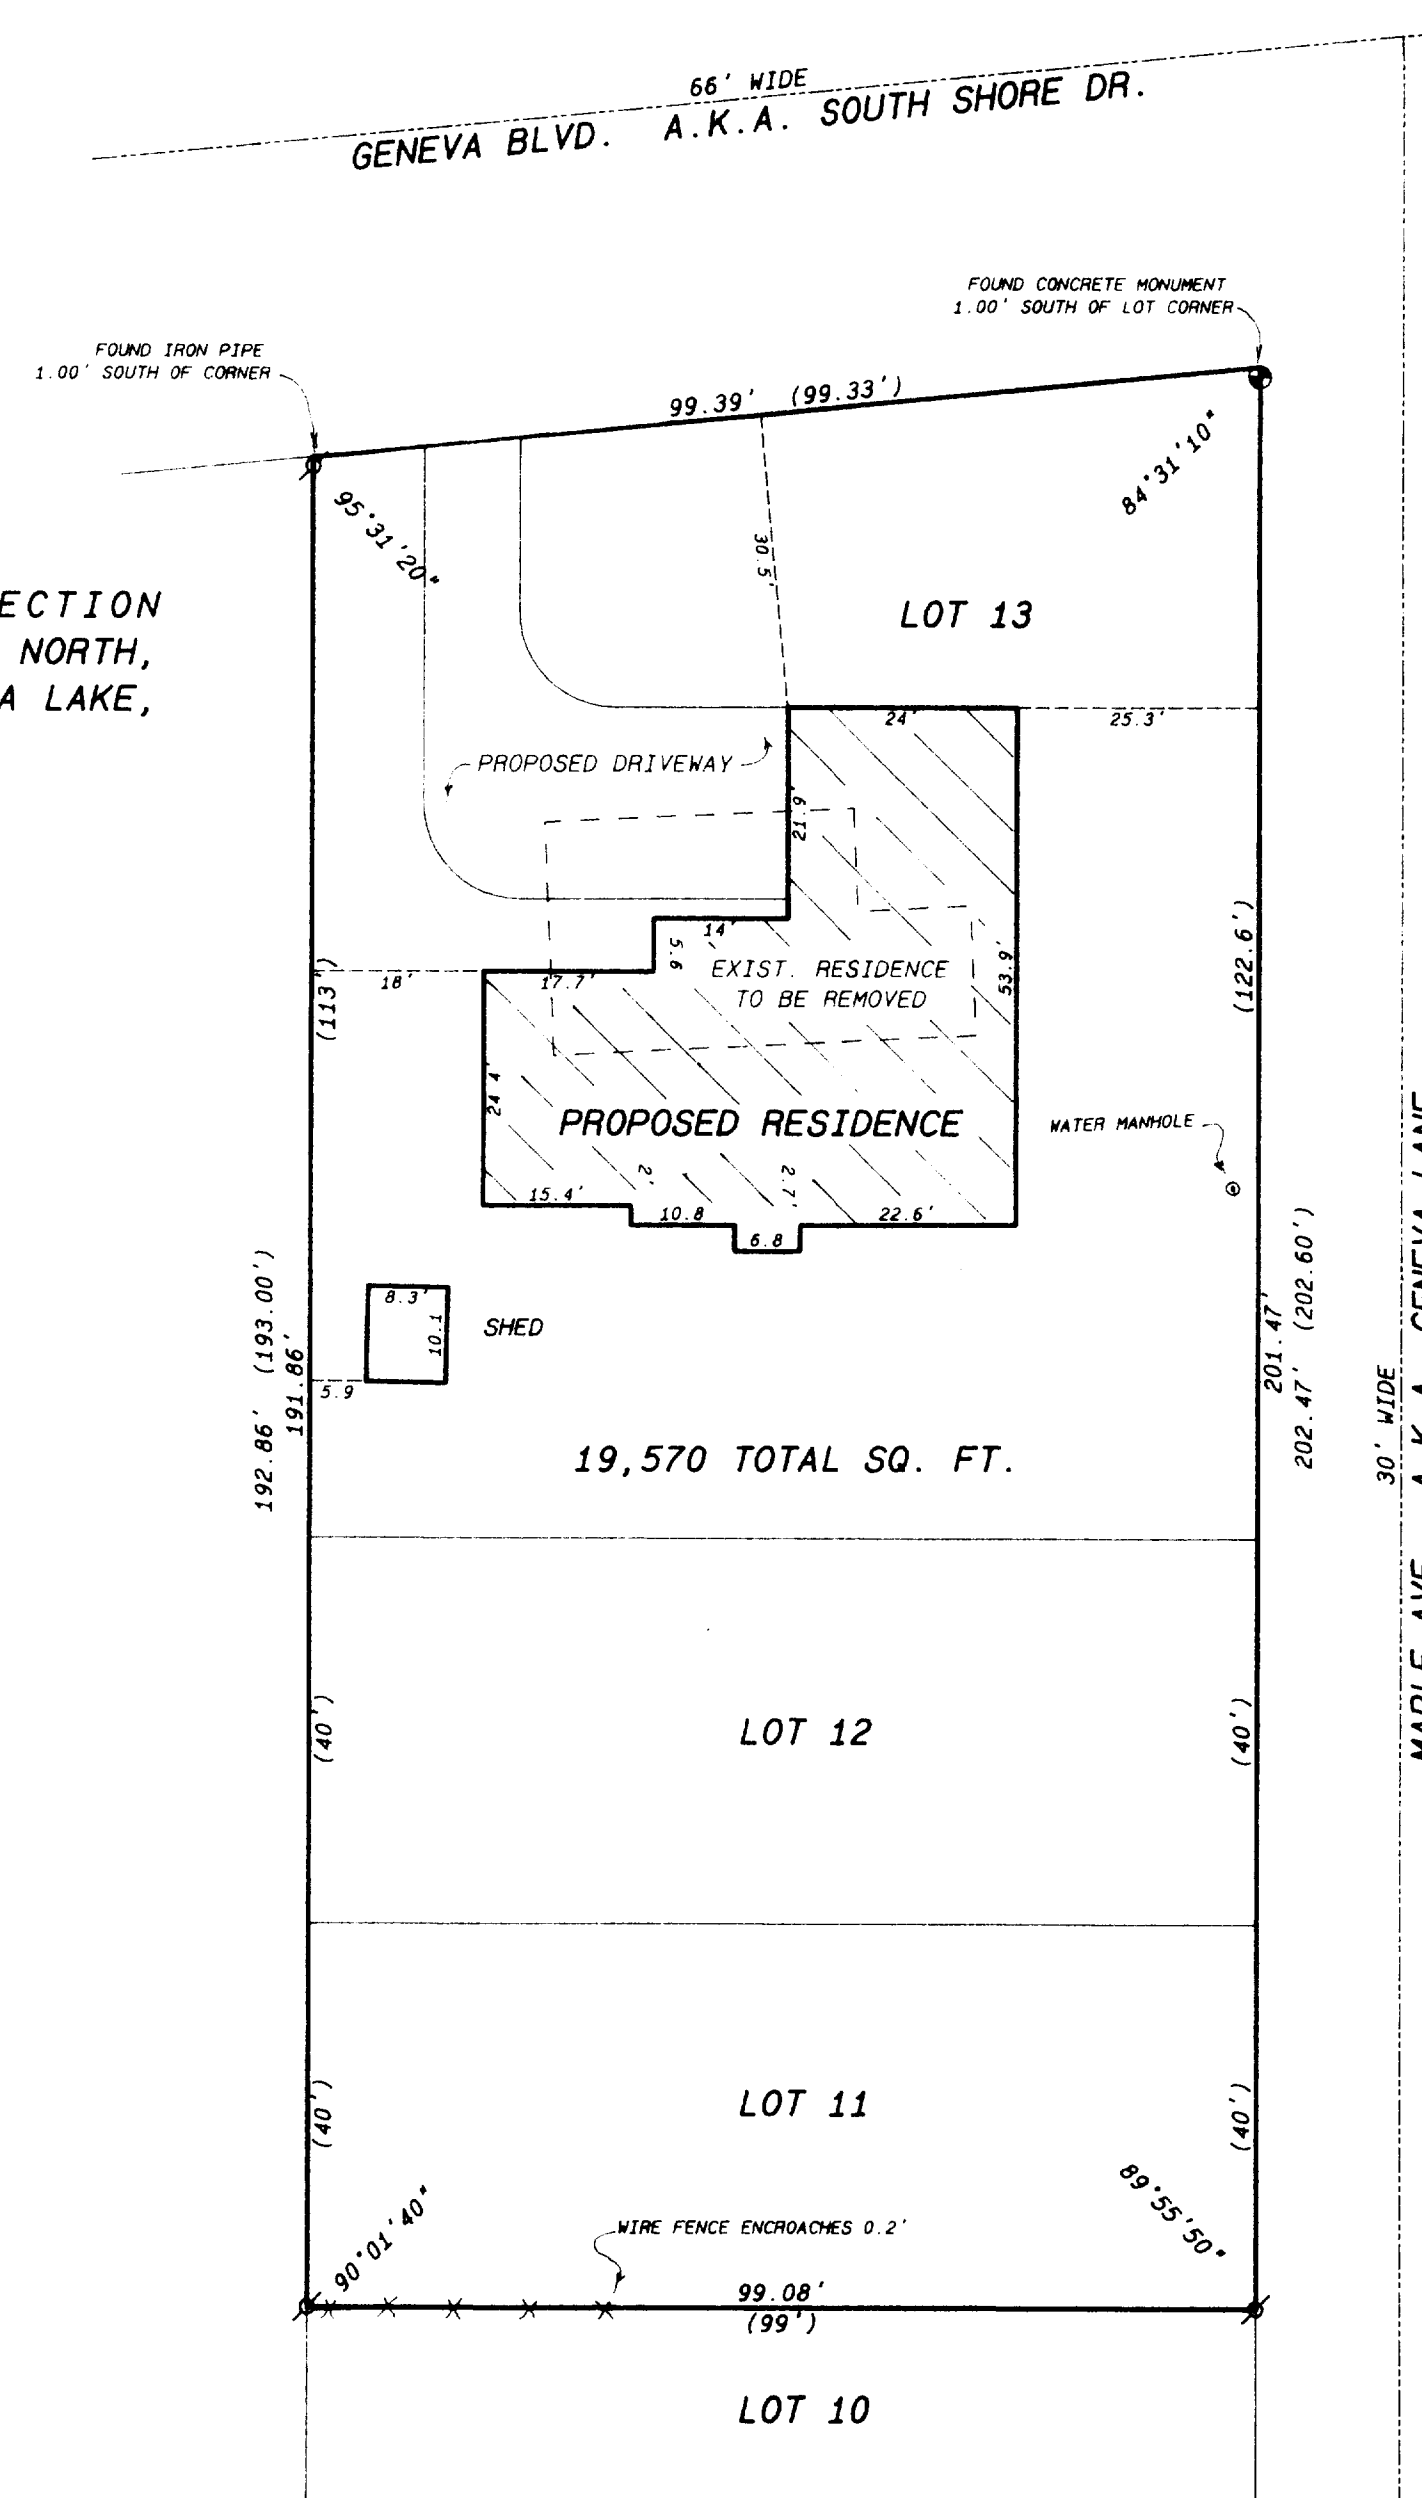 66' WIDE
GENEVA BLVD. A.K.A. SOUTH SHORE DR.
FOUND CONCRETE MONUMENT
1.00' SOUTH OF LOT CORNER
FOUND IRON PIPE
1.00' SOUTH OF CORNER
99.39' (99.33')
84°31'10"
95°31'20"
30.5'
ECTION
NORTH,
A LAKE,
LOT 13
24'
25.3'
PROPOSED DRIVEWAY
21.9'
14'
5.6
18'
17.7'
EXIST. RESIDENCE
TO BE REMOVED
53.9'
(113')
(122.6')
24.4'
PROPOSED RESIDENCE
WATER MANHOLE
2'
2.7'
15.4'
10.8
6.8
22.6'
8.3'
10.1
SHED
5.9
192.86' (193.00')
191.86'
201.47'
202.47' (202.60')
30' WIDE
MAPLE AVE. A.K.A. GENEVA LANE
19,570 TOTAL SQ. FT.
(40')
LOT 12
(40')
(40')
LOT 11
(40')
90°01'40"
89°55'50"
WIRE FENCE ENCROACHES 0.2'
99.08'
(99')
LOT 10